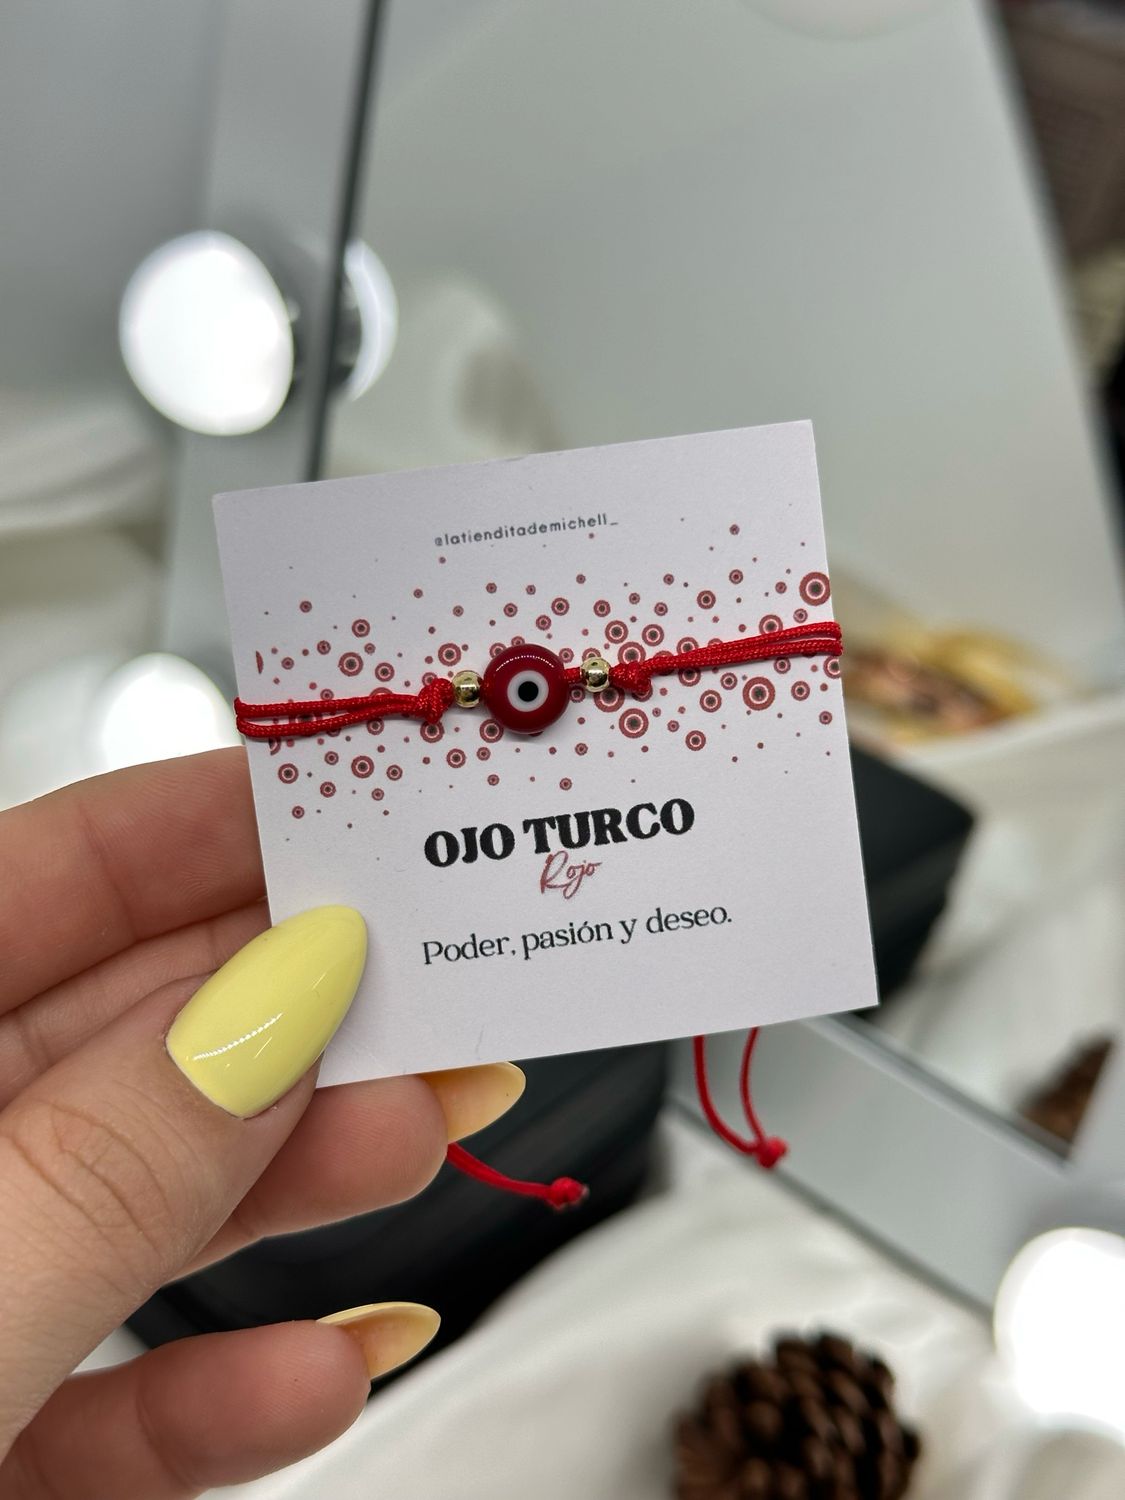 @latienditademichell_
OJO TURCO
Rojo
Poder, pasión y deseo.